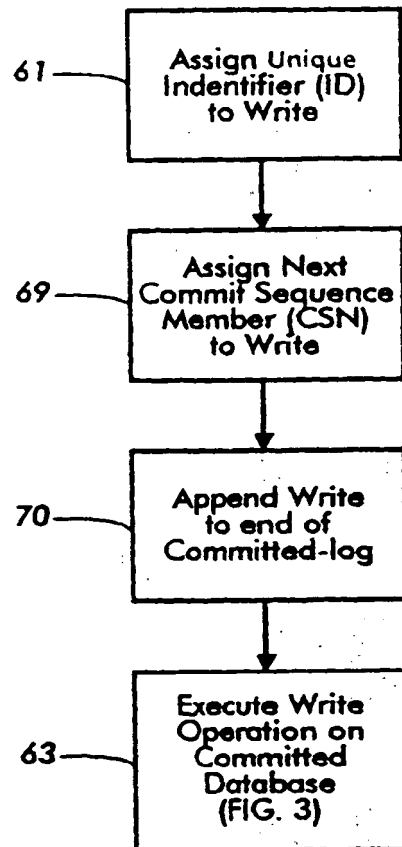 61
Assign Unique
Indentifier (ID)
to Write
69
Assign Next
Commit Sequence
Member (CSN)
to Write
70
Append Write
to end of
Committed-log
63
Execute Write
Operation on
Committed
Database
(FIG. 3)